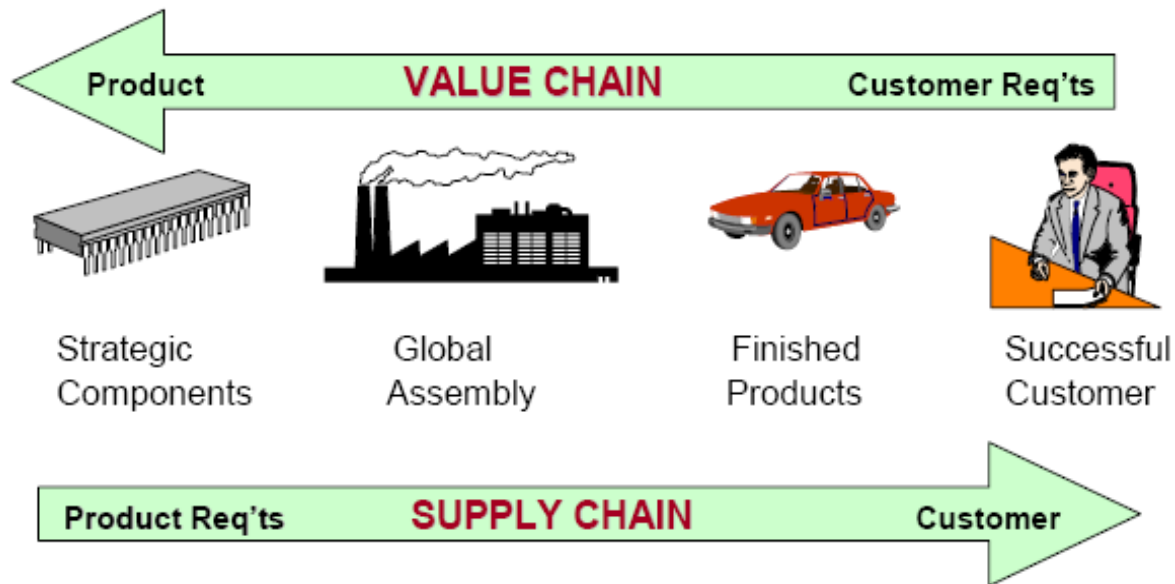 Product VALUE CHAIN Customer Req'ts
Strategic Global Finished Successful
Components Assembly Products Customer
Product Req'ts SUPPLY CHAIN Customer